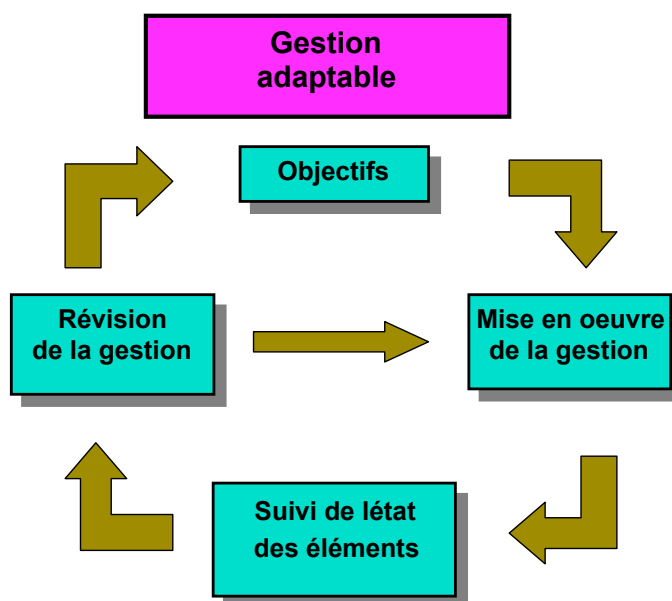 Gestion
adaptable
Objectifs
Révision
de la gestion
Mise en oeuvre
de la gestion
Suivi de létat
des éléments